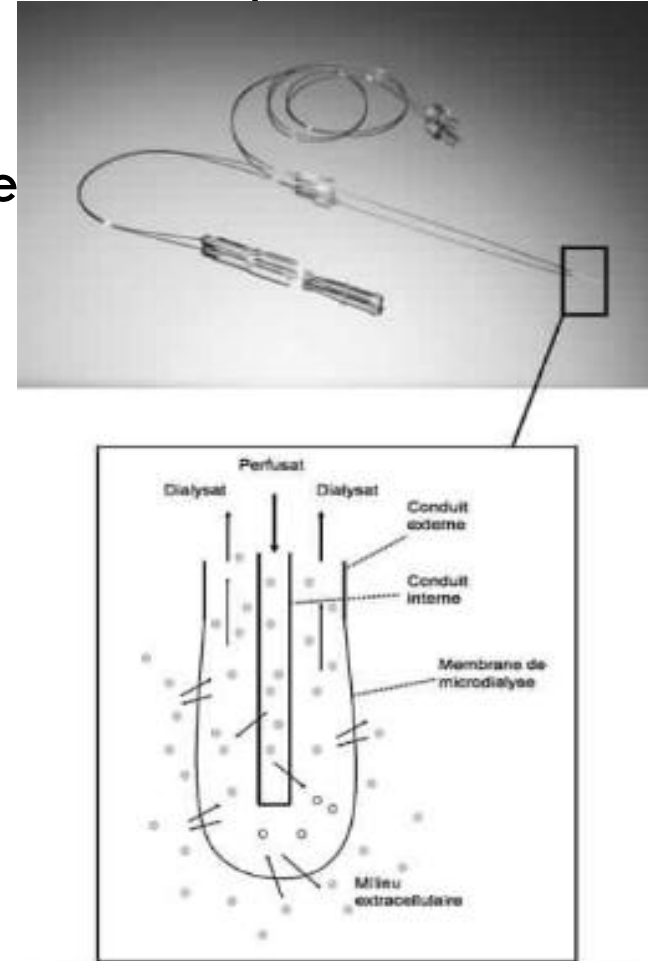 e
Perfusat
Dialysat
Dialysat
Conduit
externe
Conduit
interne
Membrane de
microdialyse
Milieu
extracellulaire